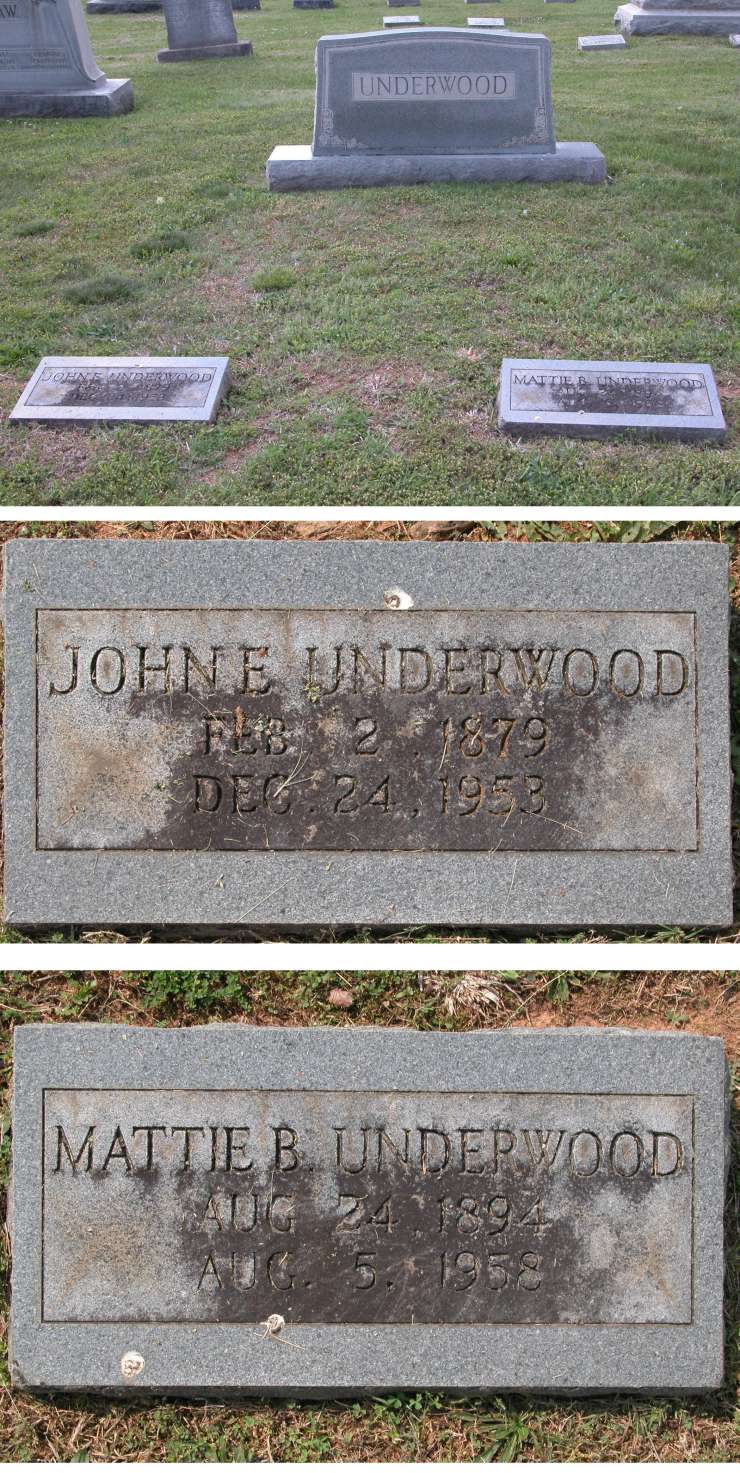 UNDERWOOD
JOHN E. UNDERWOOD
MATTIE B. UNDERWOOD
JOHN E. UNDERWOOD
FEB. 2, 1879
DEC. 24, 1953
MATTIE B. UNDERWOOD
AUG. 24, 1894
AUG. 5, 1958